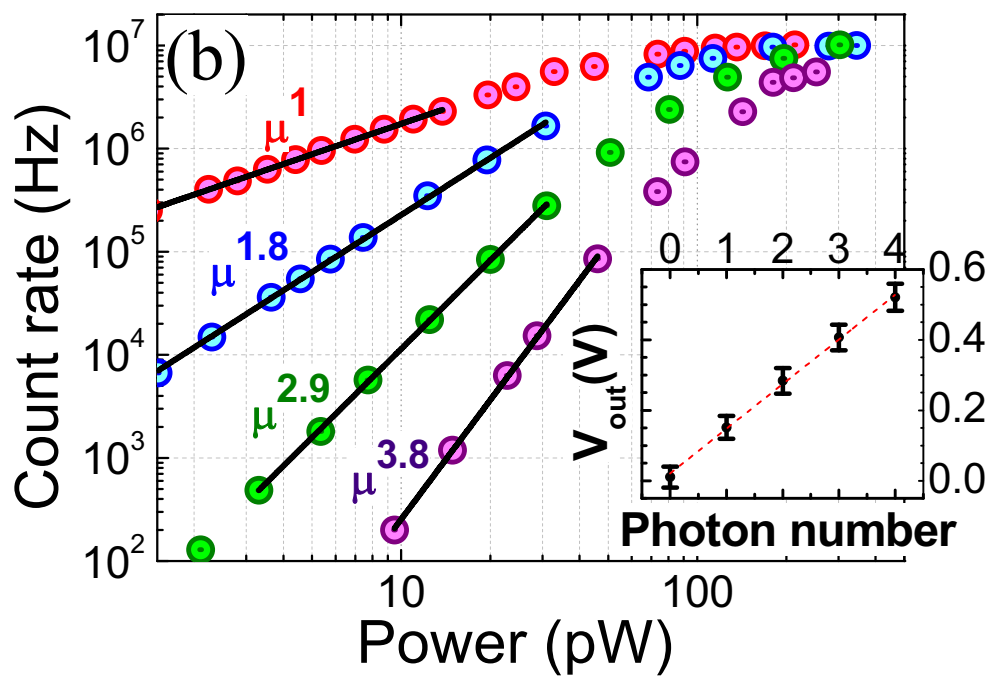 (b)
Count rate (Hz)
10^7
10^6
10^5
10^4
10^3
10^2
μ^1
μ^1.8
μ^2.9
μ^3.8
0 1 2 3 4
0.6
0.4
0.2
0.0
V_out (V)
Photon number
10 100
Power (pW)